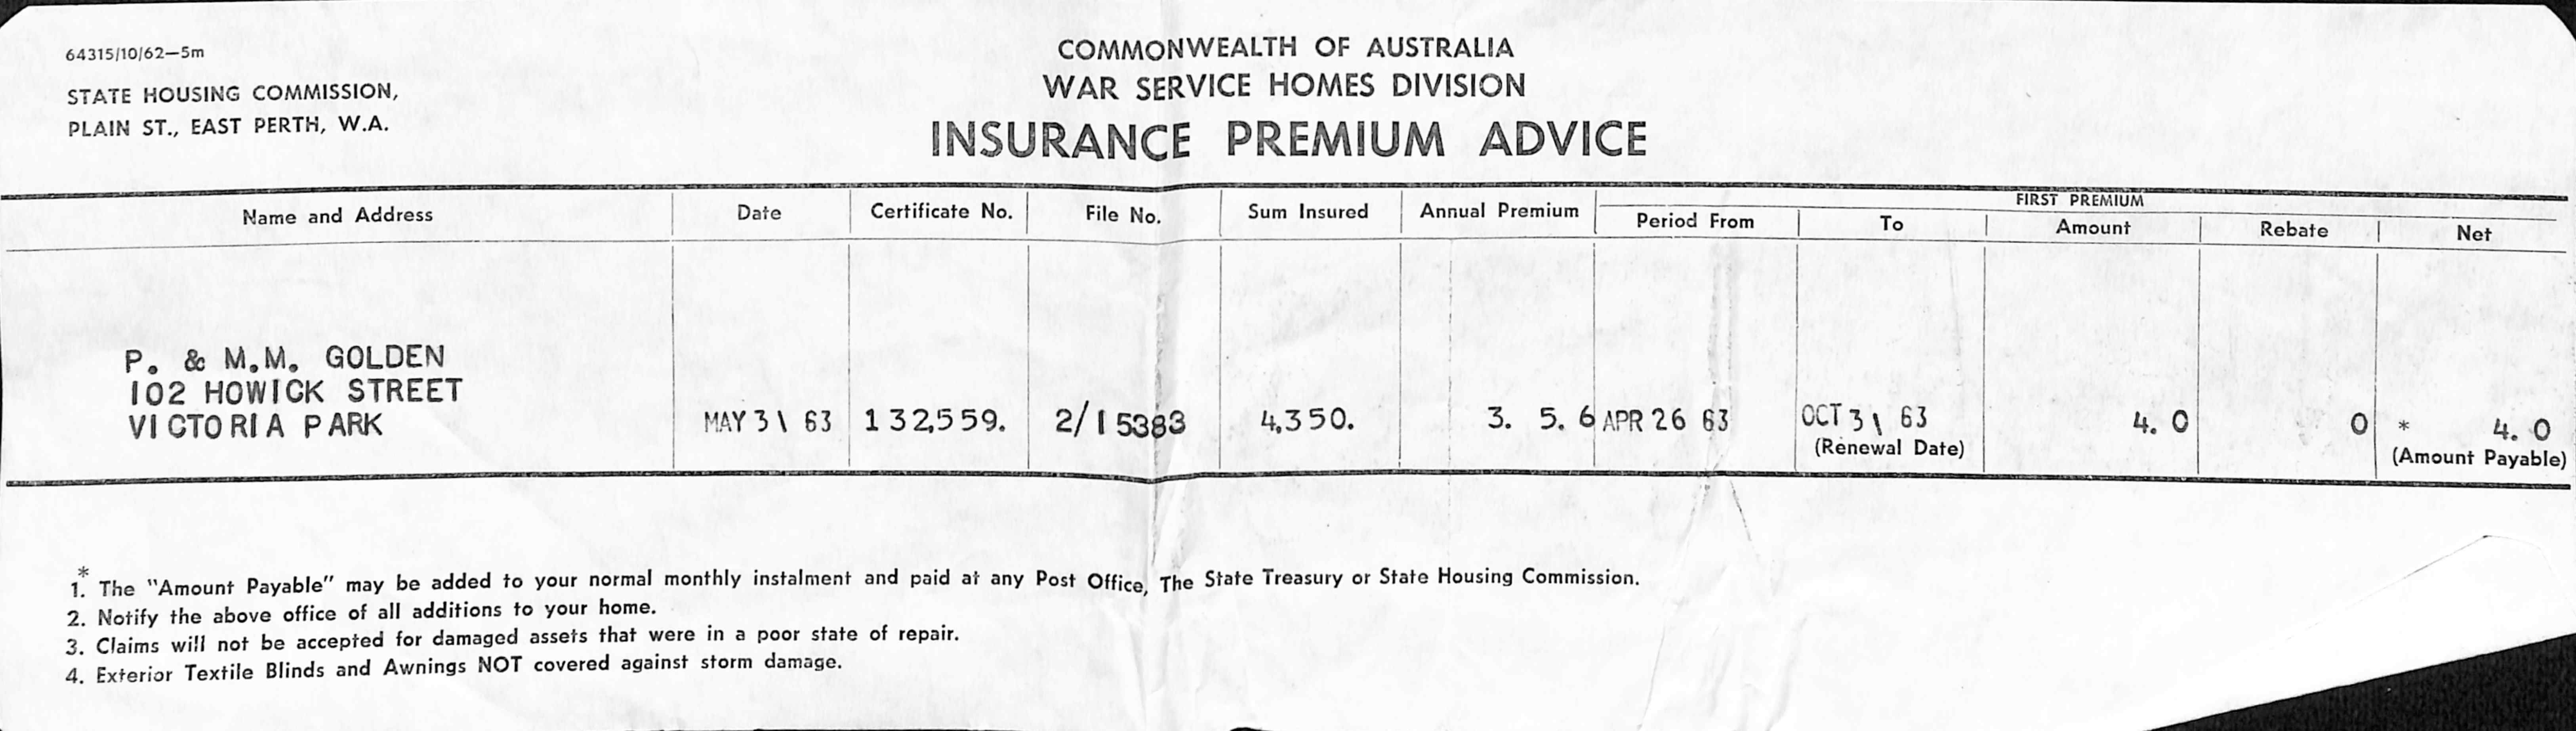 64315/10/62—5m
STATE HOUSING COMMISSION,
PLAIN ST., EAST PERTH, W.A.
COMMONWEALTH OF AUSTRALIA
WAR SERVICE HOMES DIVISION
INSURANCE PREMIUM ADVICE
Name and Address Date Certificate No. File No. Sum Insured Annual Premium FIRST PREMIUM
Period From To Amount Rebate Net
P. & M.M. GOLDEN
102 HOWICK STREET
VICTORIA PARK MAY 31 63 132,559. 2/15383 4,350. 3. 5. 6 APR 26 63 OCT 31 63 4. 0 0 * 4. 0
(Renewal Date) (Amount Payable)
*
1. The "Amount Payable" may be added to your normal monthly instalment and paid at any Post Office, The State Treasury or State Housing Commission.
2. Notify the above office of all additions to your home.
3. Claims will not be accepted for damaged assets that were in a poor state of repair.
4. Exterior Textile Blinds and Awnings NOT covered against storm damage.